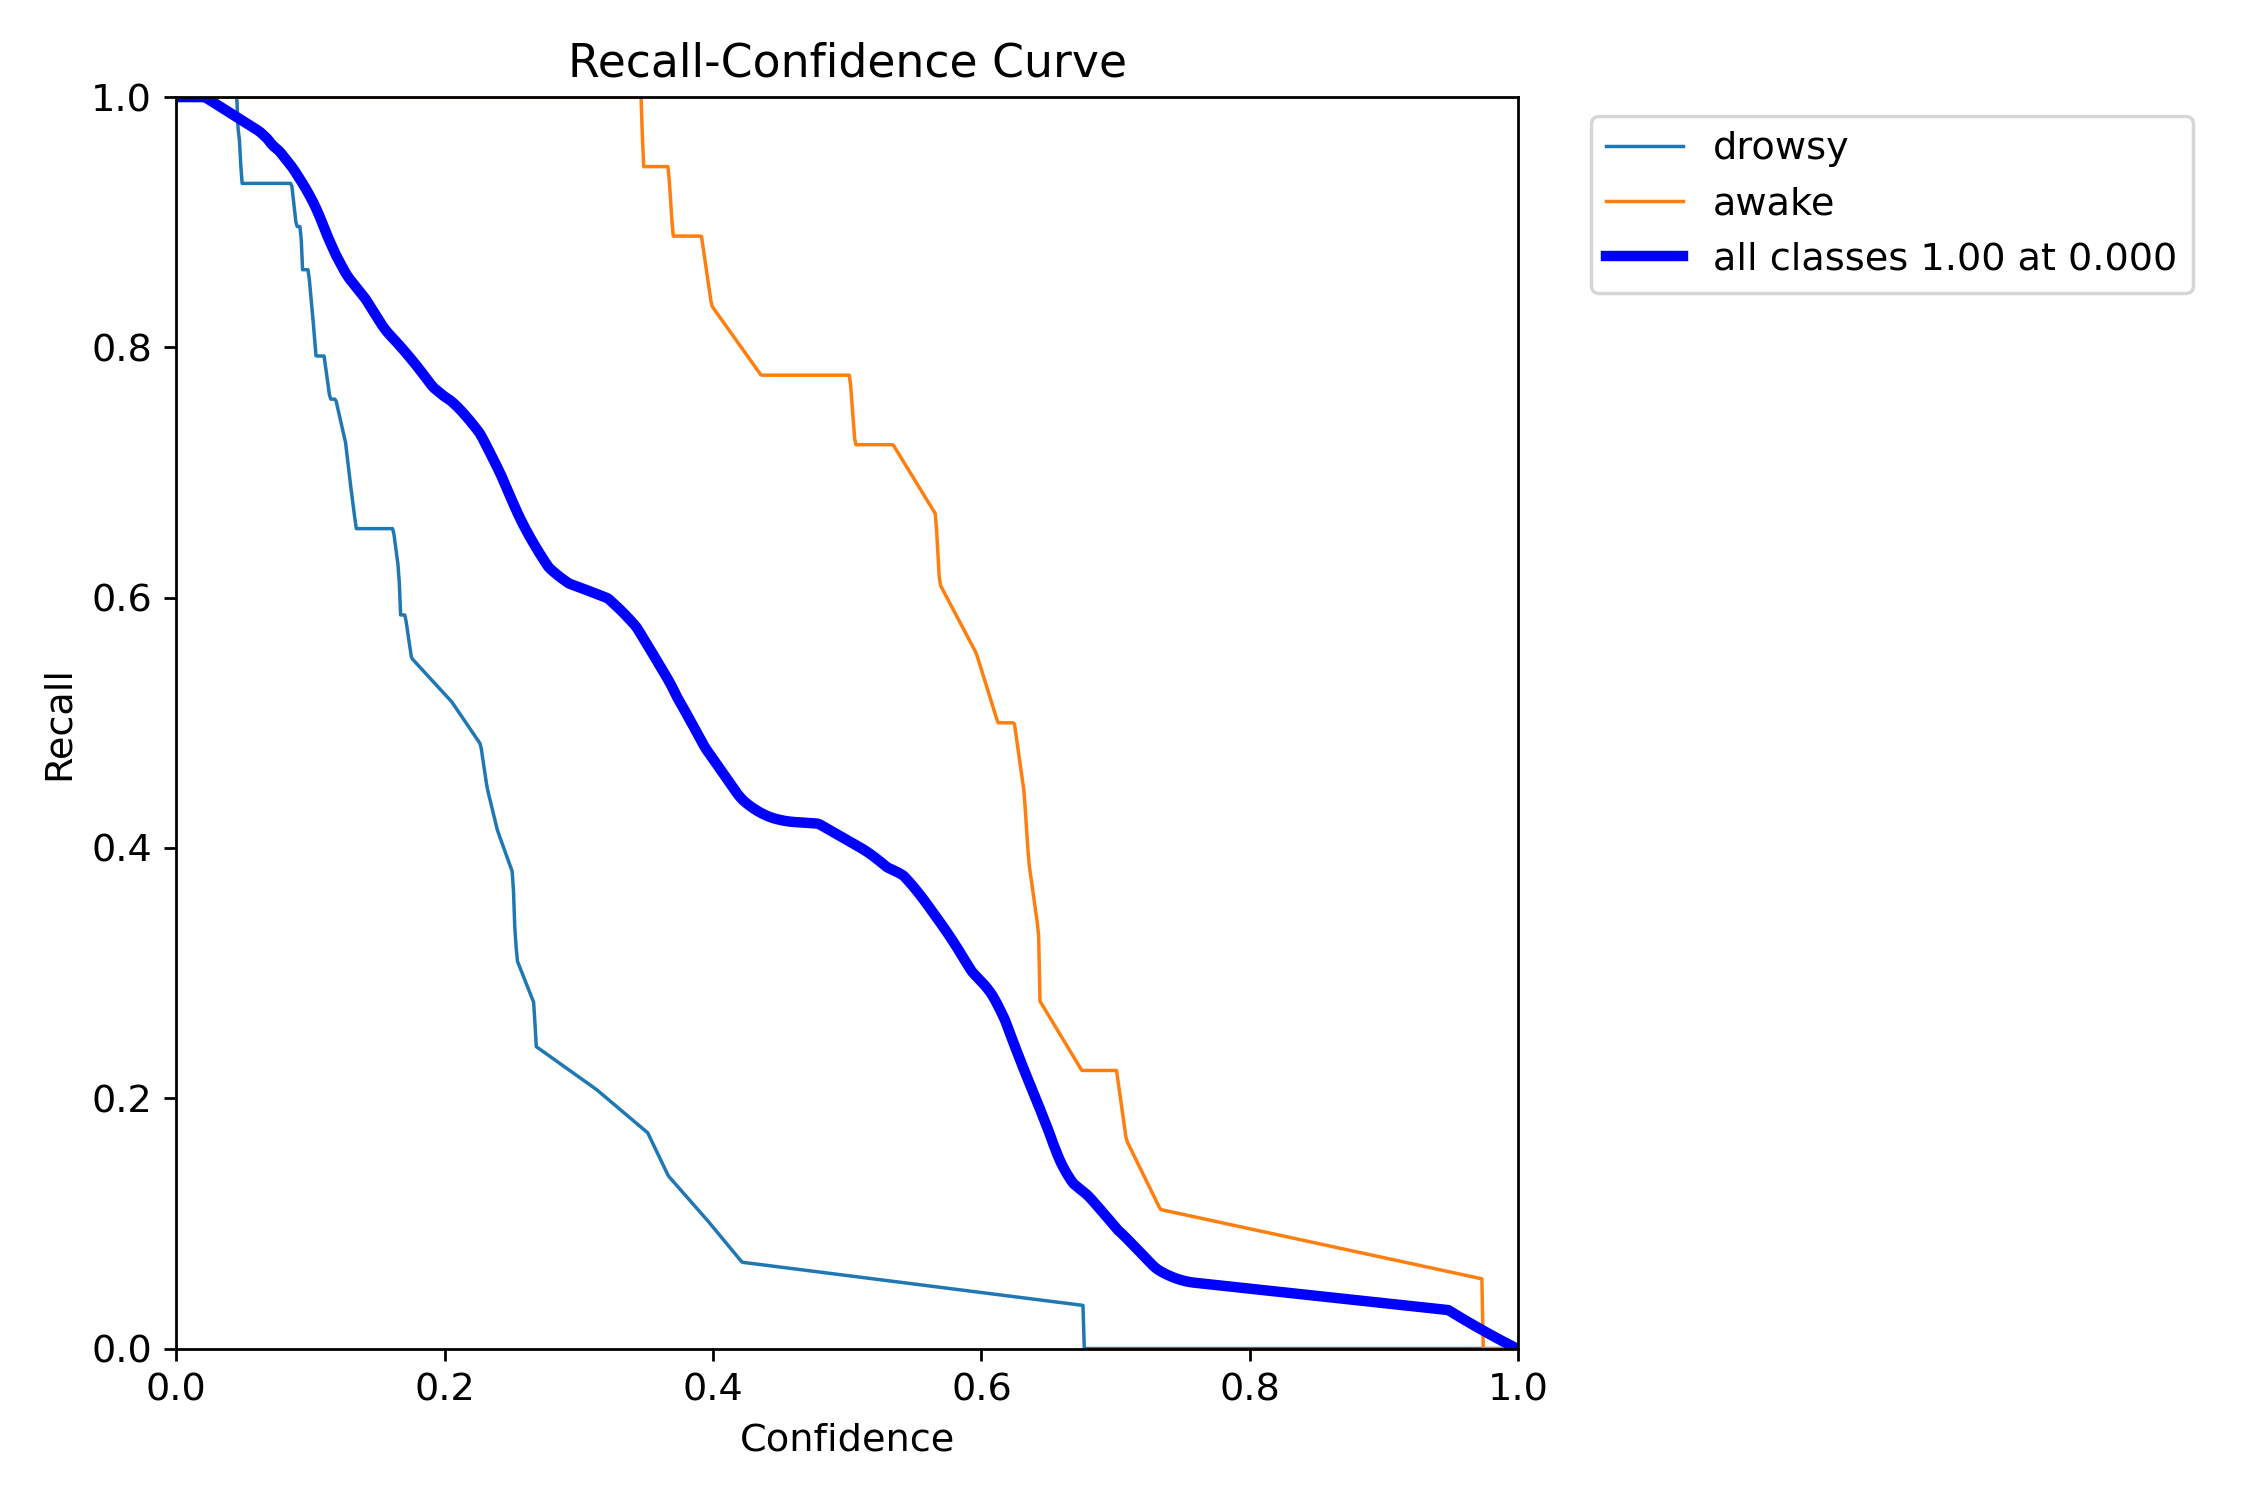 Recall-Confidence Curve
1.0
0.8
0.6
0.4
0.2
0.0
Recall
0.0 0.2 0.4 0.6 0.8 1.0
Confidence
drowsy
awake
all classes 1.00 at 0.000